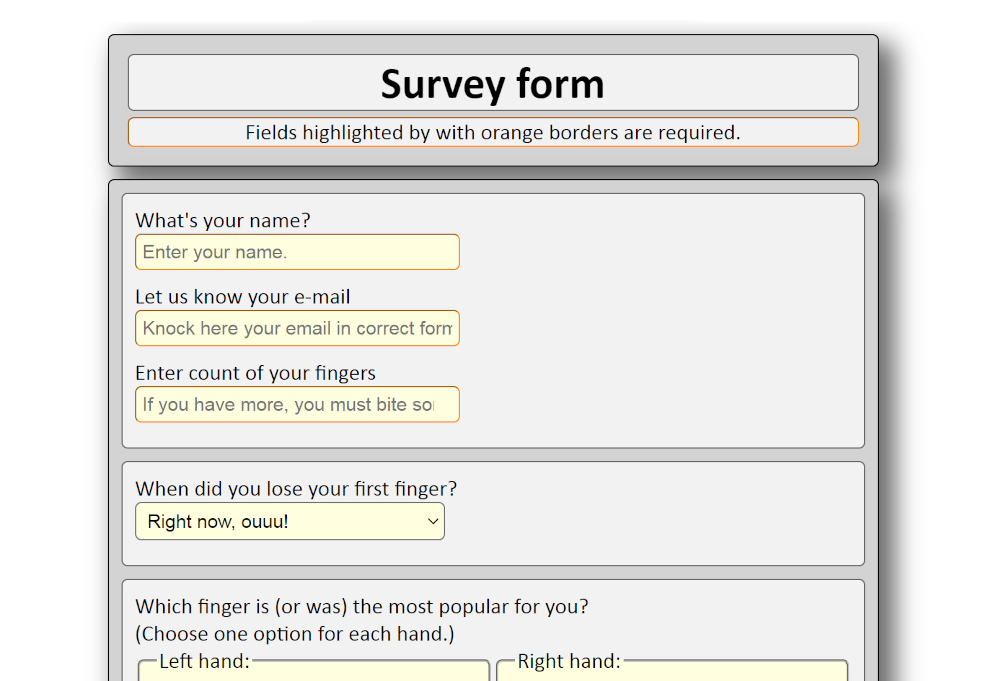 Survey form
Fields highlighted by with orange borders are required.
What's your name?
Enter your name.
Let us know your e-mail
Knock here your email in correct form
Enter count of your fingers
If you have more, you must bite so
When did you lose your first finger?
Right now, ouuu!
Which finger is (or was) the most popular for you?
(Choose one option for each hand.)
Left hand:
Right hand: